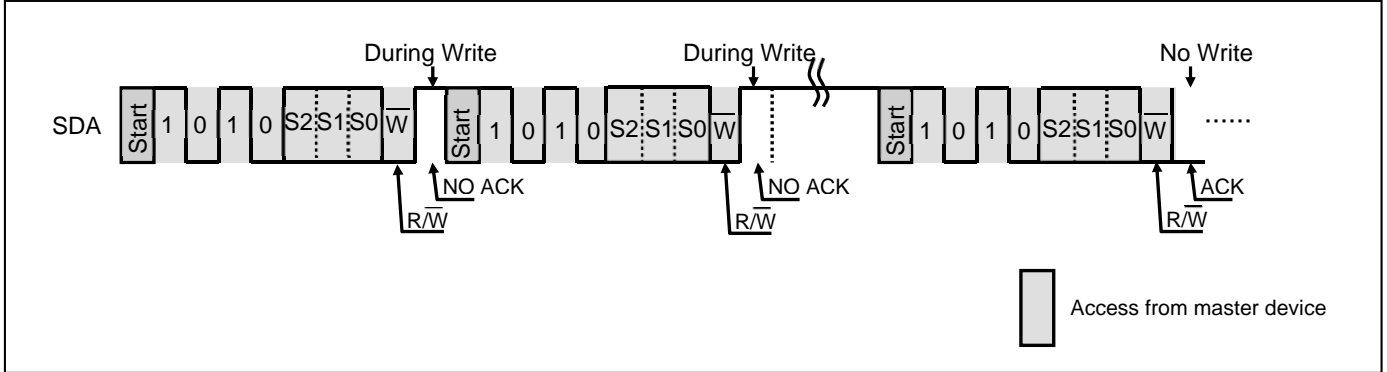 During Write During Write No Write
SDA Start 1 0 1 0 S2 S1 S0 W̅ Start 1 0 1 0 S2 S1 S0 W̅ Start 1 0 1 0 S2 S1 S0 W̅ ......
NO ACK NO ACK ACK
R/W̅ R/W̅ R/W̅
Access from master device